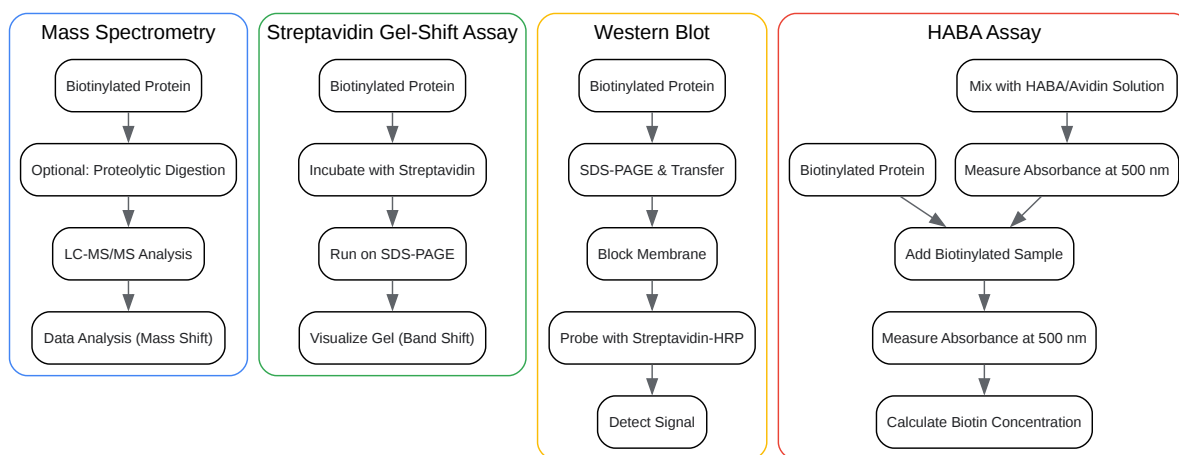 Mass Spectrometry
Biotinylated Protein
Optional: Proteolytic Digestion
LC-MS/MS Analysis
Data Analysis (Mass Shift)
Streptavidin Gel-Shift Assay
Biotinylated Protein
Incubate with Streptavidin
Run on SDS-PAGE
Visualize Gel (Band Shift)
Western Blot
Biotinylated Protein
SDS-PAGE & Transfer
Block Membrane
Probe with Streptavidin-HRP
Detect Signal
HABA Assay
Mix with HABA/Avidin Solution
Biotinylated Protein
Measure Absorbance at 500 nm
Add Biotinylated Sample
Measure Absorbance at 500 nm
Calculate Biotin Concentration